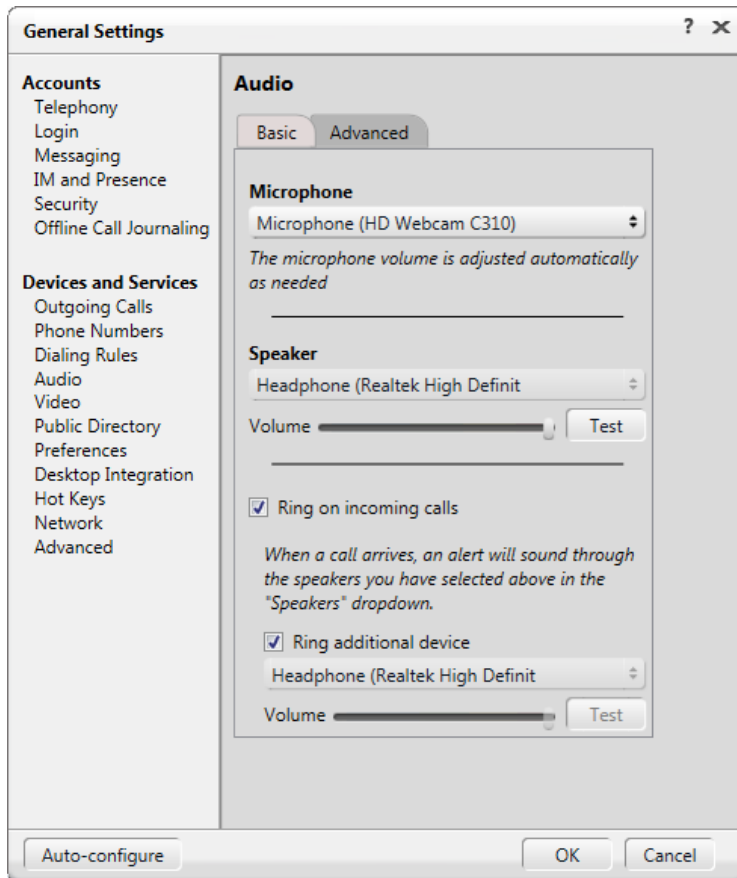 General Settings
?
Accounts
Telephony
Login
Messaging
IM and Presence
Security
Offline Call Journaling
Devices and Services
Outgoing Calls
Phone Numbers
Dialing Rules
Audio
Video
Public Directory
Preferences
Desktop Integration
Hot Keys
Network
Advanced
Audio
Basic
Advanced
Microphone
Microphone (HD Webcam C310)
The microphone volume is adjusted automatically
as needed
Speaker
Headphone (Realtek High Definit
Volume
Test
Ring on incoming calls
When a call arrives, an alert will sound through
the speakers you have selected above in the
"Speakers" dropdown.
Ring additional device
Headphone (Realtek High Definit
Volume
Test
Auto-configure
OK
Cancel